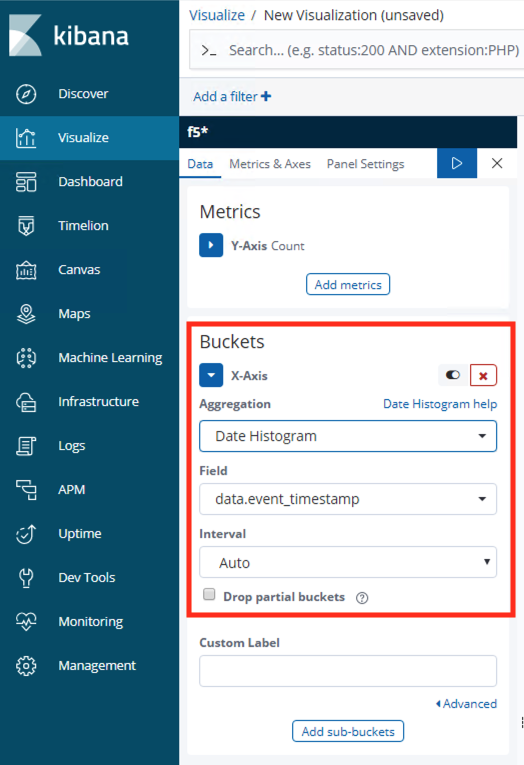 kibana
Discover
Visualize
Dashboard
Timelion
Canvas
Maps
Machine Learning
Infrastructure
Logs
APM
Uptime
Dev Tools
Monitoring
Management
Visualize / New Visualization (unsaved)
>_ Search... (e.g. status:200 AND extension:PHP)
Add a filter +
f5*
Data Metrics & Axes Panel Settings
Metrics
Y-Axis Count
Add metrics
Buckets
X-Axis
Aggregation Date Histogram help
Date Histogram
Field
data.event_timestamp
Interval
Auto
Drop partial buckets ?
Custom Label
Advanced
Add sub-buckets